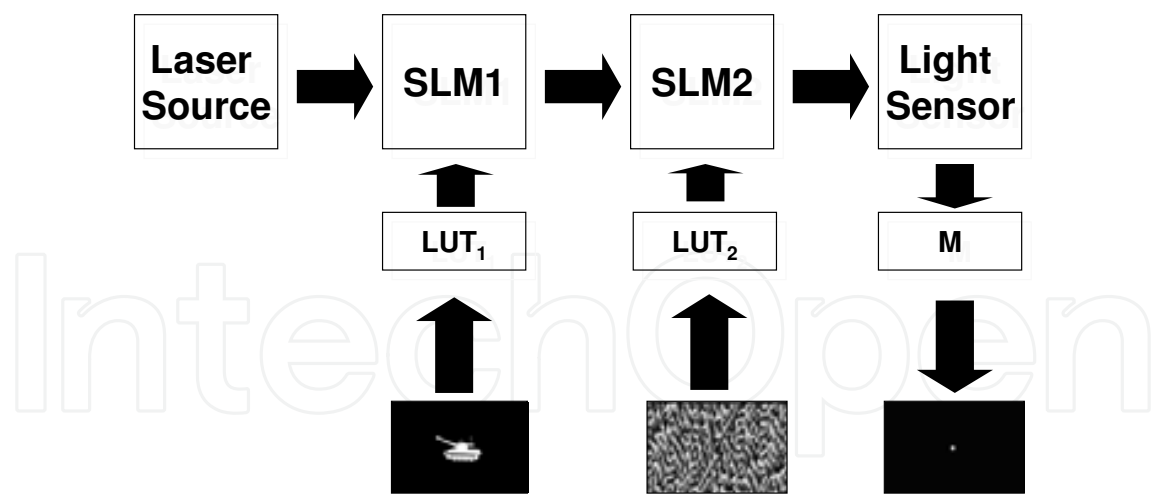 Laser
Source
SLM1
SLM2
Light
Sensor
LUT₁
LUT₂
M
IntechOpen